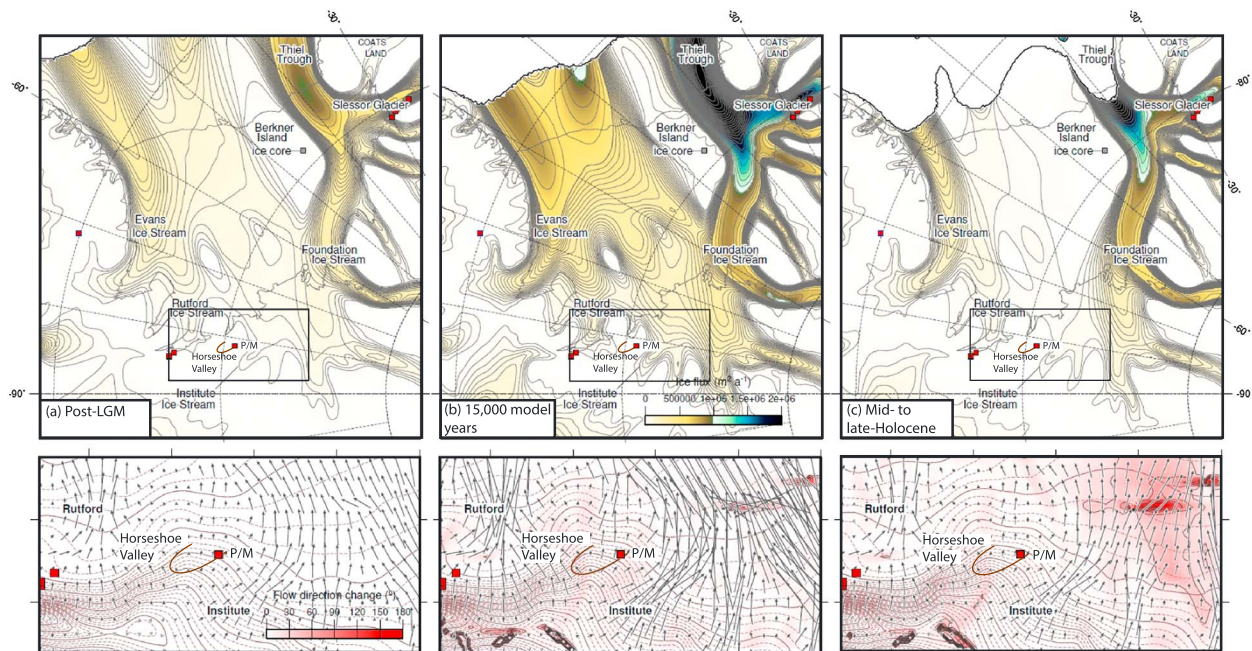 -30°
-30°
-30°
Thiel
Trough
COATS
LAND
-60°
Slessor Glacier
Berkner
Island
ice core
Evans
Ice Stream
Foundation
Ice Stream
Rutford
Ice Stream
P/M
Horseshoe
Valley
Institute
Ice Stream
-90°
(a) Post-LGM
Thiel
Trough
COATS
LAND
Slessor Glacier
Berkner
Island
ice core
Evans
Ice Stream
Foundation
Ice Stream
Rutford
Ice Stream
P/M
Horseshoe
Valley
Institute
Ice Stream
Ice flux (m² a⁻¹)
0 500000 1e+06 1.5e+06 2e+06
(b) 15,000 model
years
Thiel
Trough
COATS
LAND
-80°
Slessor Glacier
Berkner
Island
ice core
-30°
Evans
Ice Stream
Foundation
Ice Stream
Rutford
Ice Stream
-60°
P/M
Horseshoe
Valley
Institute
Ice Stream
-90
(c) Mid- to
late-Holocene
Rutford
Horseshoe
Valley
P/M
Flow direction change (°)
Institute
0 30 60 90 120 150 180
Rutford
Horseshoe
Valley
P/M
Institute
Rutford
Horseshoe
Valley
P/M
Institute